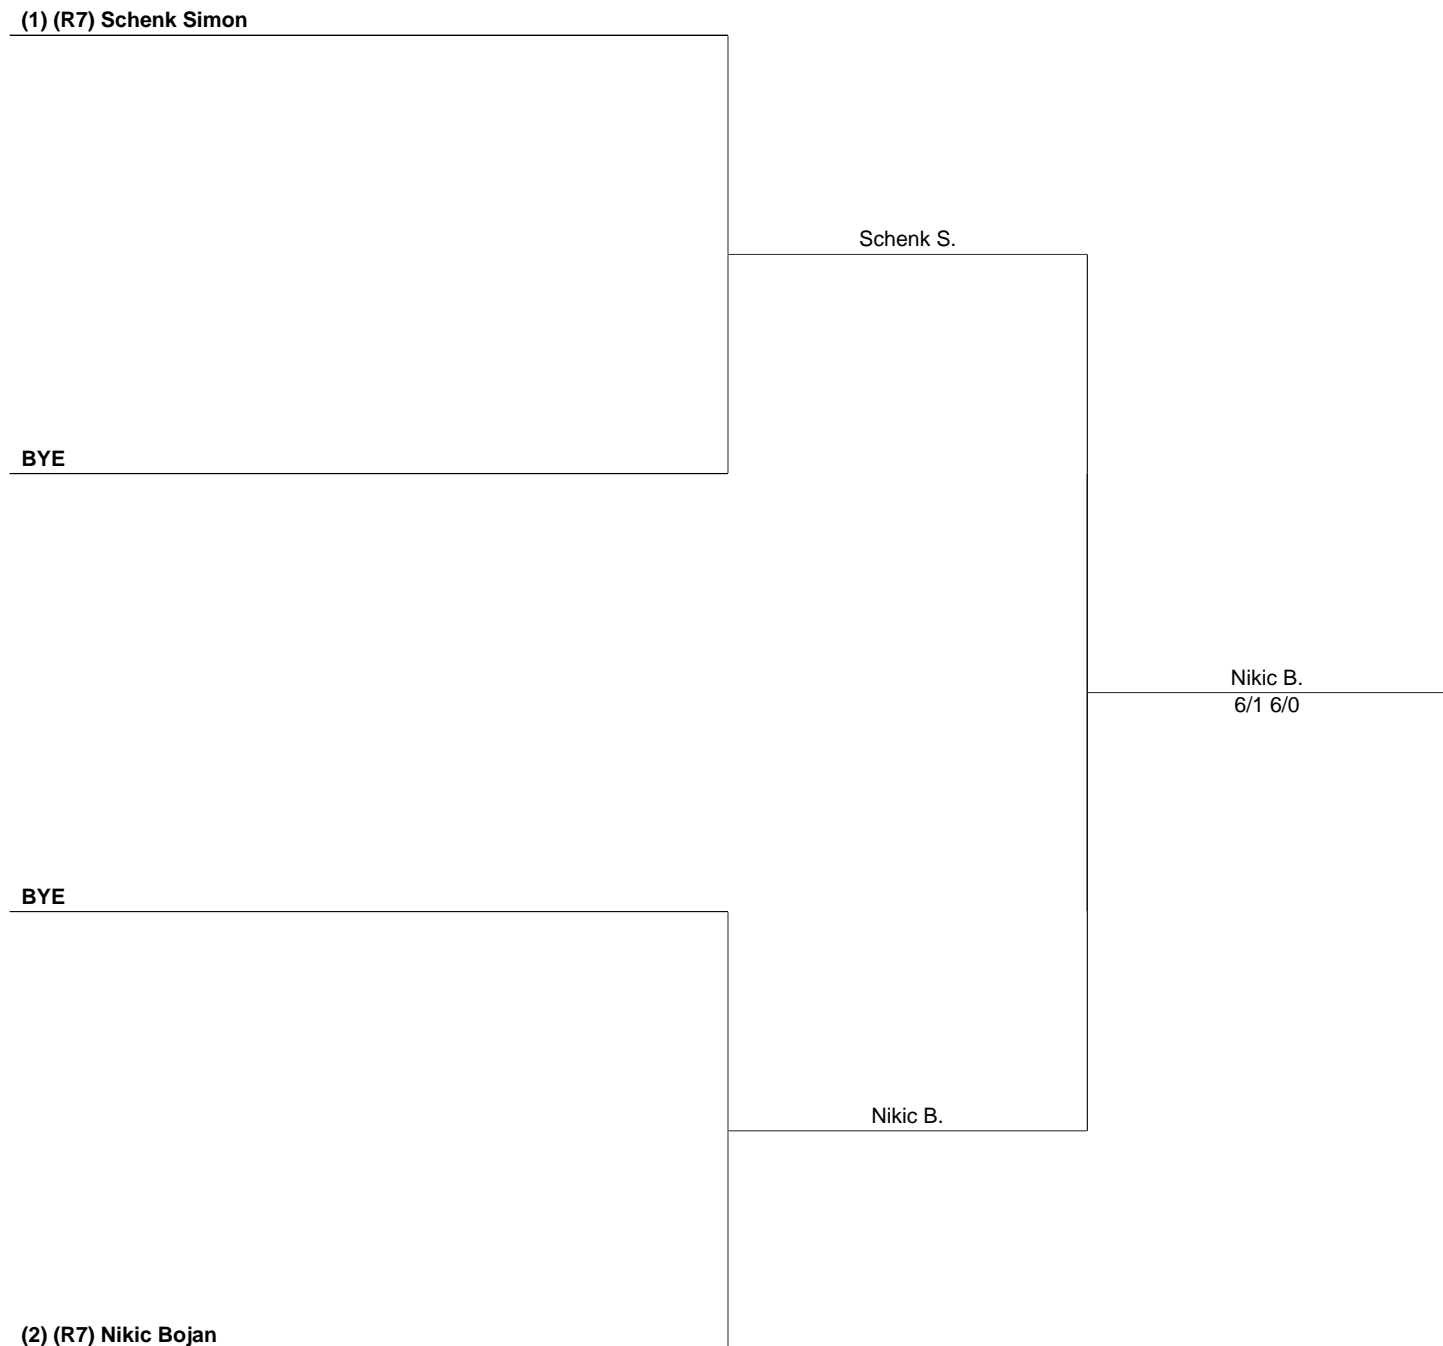 (1) (R7) Schenk Simon
Schenk S.
BYE
Nikic B.
6/1 6/0
BYE
Nikic B.
(2) (R7) Nikic Bojan